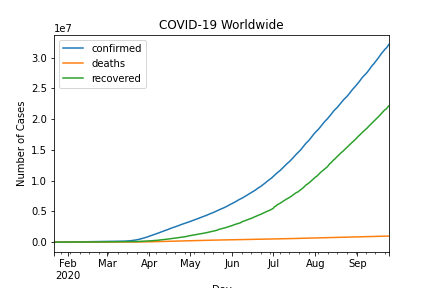 COVID-19 Worldwide
1e7
confirmed
deaths
recovered
Number of Cases
3.0
2.5
2.0
1.5
1.0
0.5
0.0
Feb Mar Apr May Jun Jul Aug Sep
2020